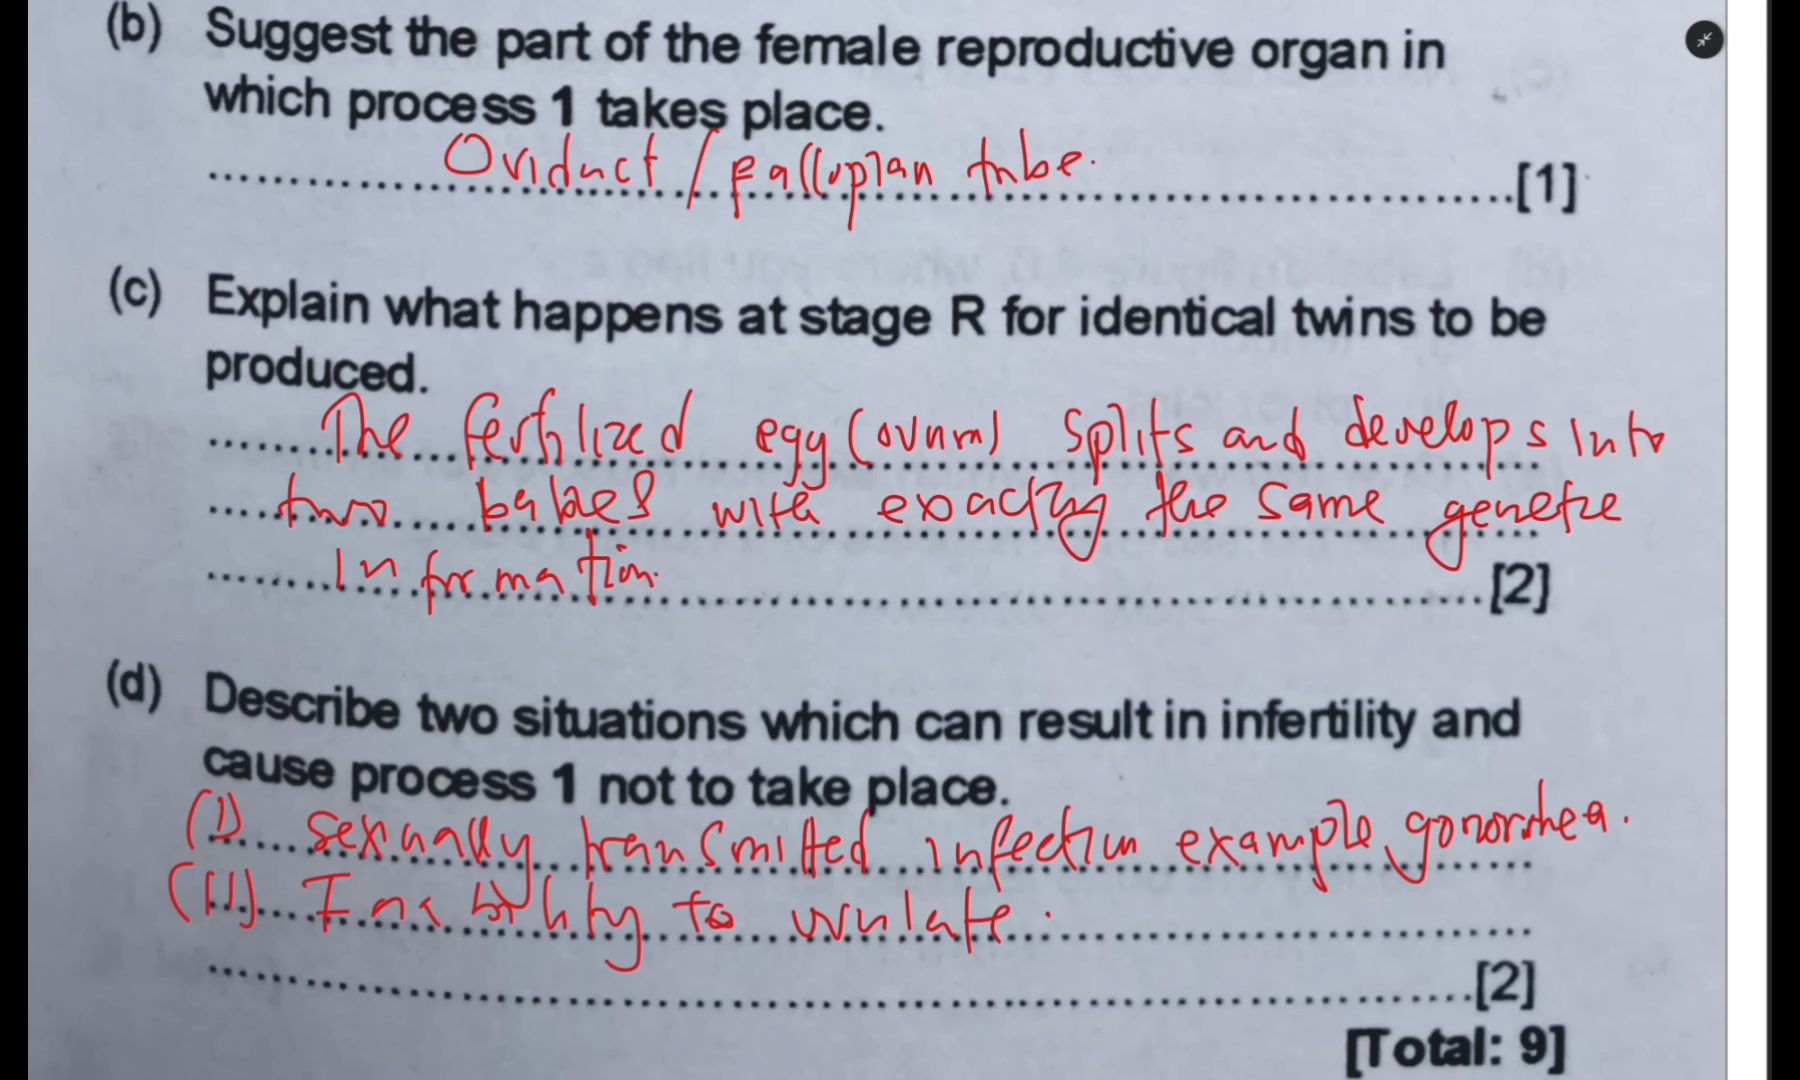 (b) Suggest the part of the female reproductive organ in
which process 1 takes place.
Oviduct / Fallopian tube.
[1]
(c) Explain what happens at stage R for identical twins to be
produced.
The fertilized egg (ovum) splits and develops into
two babies with exactly the same genetic
information.
[2]
(d) Describe two situations which can result in infertility and
cause process 1 not to take place.
(I) sexually transmitted infection example, gonorrhea.
(II) Inability to ovulate.
[2]
[Total: 9]